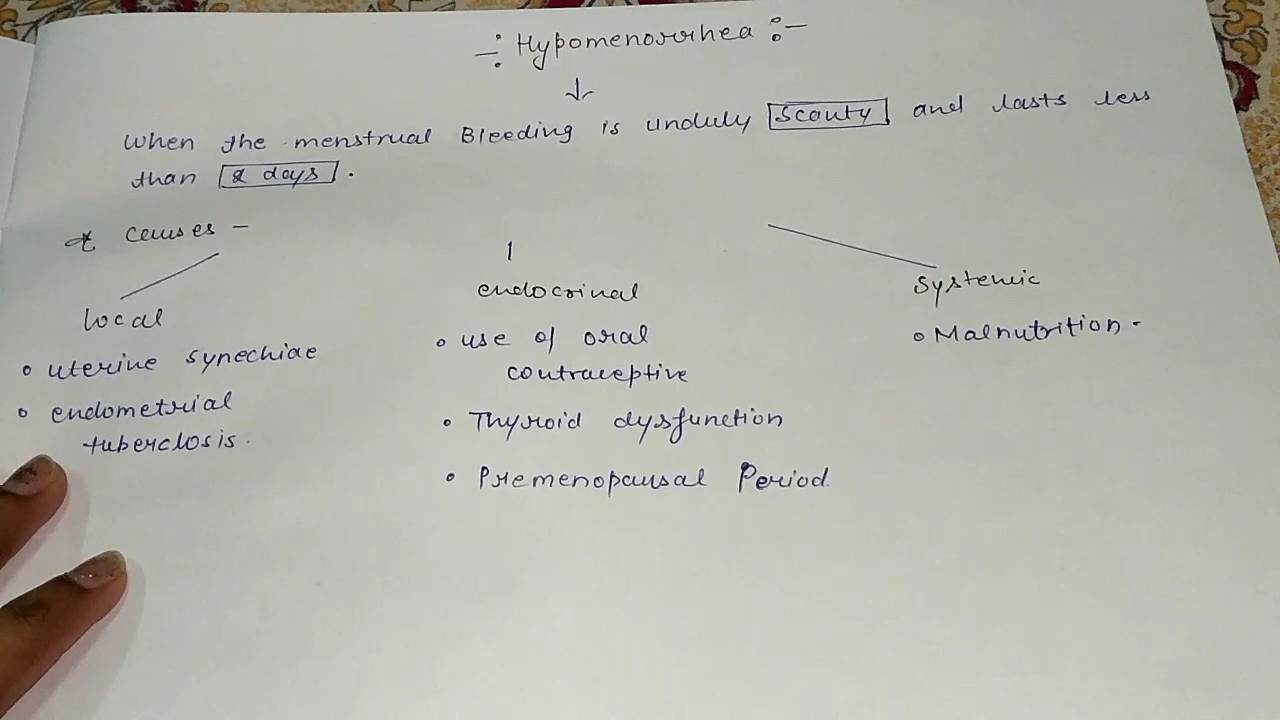 ÷ Hypomenorrhea :-
↓
When the menstrual Bleeding is unduly scanty and lasts less
than 2 days.
* causes -
local
• uterine synechiae
• endometrial
tuberclosis.
endocrinal
• use of oral
contraceptive
• Thyroid dysfunction
• Premenopausal Period.
Systemic
• Malnutrition.